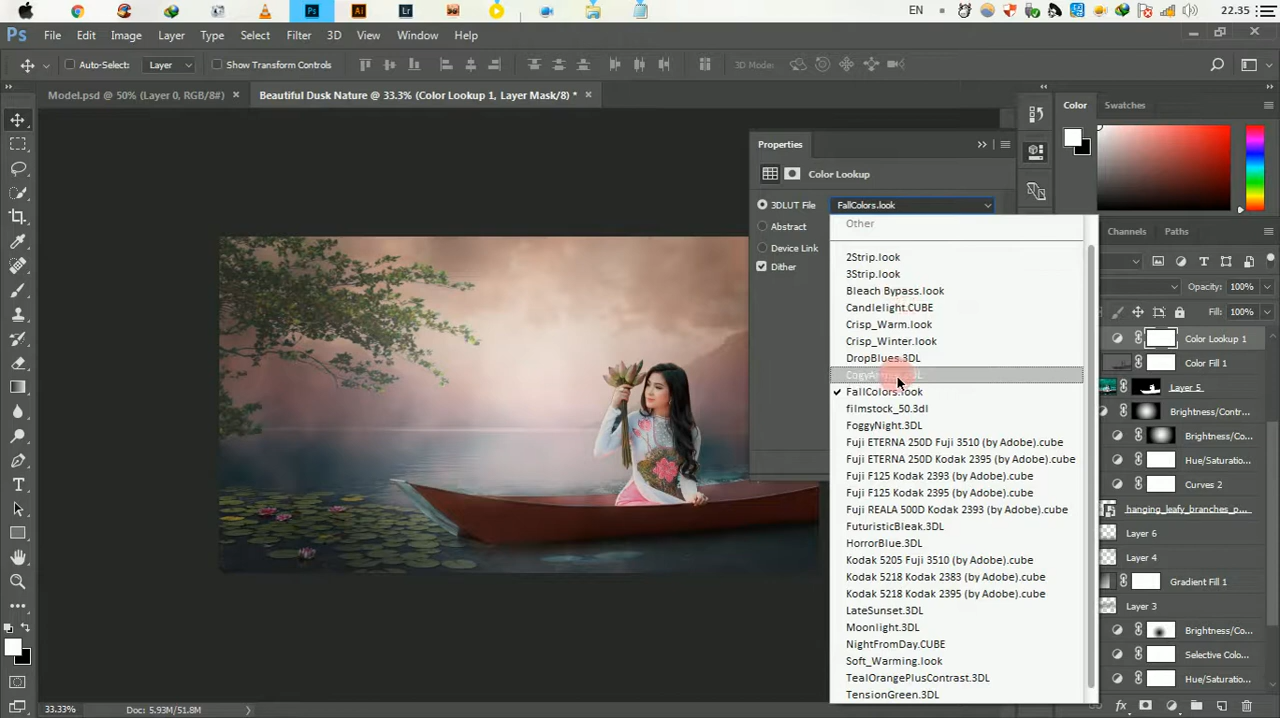 EN
22.35
Ps
File Edit Image Layer Type Select Filter 3D View Window Help
Auto-Select: Layer Show Transform Controls 3D Mode:
Model.psd @ 50% (Layer 0, RGB/8#) × Beautiful Dusk Nature @ 33.3% (Color Lookup 1, Layer Mask/8) * ×
Color Swatches
Properties
Color Lookup
3DLUT File FallColors.look
Abstract
Device Link
Dither
Other
2Strip.look
3Strip.look
Bleach Bypass.look
Candlelight.CUBE
Crisp_Warm.look
Crisp_Winter.look
DropBlues.3DL
FallColors.look
filmstock_50.3dl
FoggyNight.3DL
Fuji ETERNA 250D Fuji 3510 (by Adobe).cube
Fuji ETERNA 250D Kodak 2395 (by Adobe).cube
Fuji F125 Kodak 2393 (by Adobe).cube
Fuji F125 Kodak 2395 (by Adobe).cube
Fuji REALA 500D Kodak 2393 (by Adobe).cube
FuturisticBleak.3DL
HorrorBlue.3DL
Kodak 5205 Fuji 3510 (by Adobe).cube
Kodak 5218 Kodak 2383 (by Adobe).cube
Kodak 5218 Kodak 2395 (by Adobe).cube
LateSunset.3DL
Moonlight.3DL
NightFromDay.CUBE
Soft_Warming.look
TealOrangePlusContrast.3DL
TensionGreen.3DL
Channels Paths
Opacity: 100%
Fill: 100%
Color Lookup 1
Color Fill 1
Layer 5
Brightness/Contr...
Brightness/Co...
Hue/Saturatio...
Curves 2
hanging_leafy_branches_p...
Layer 6
Layer 4
Gradient Fill 1
Layer 3
Brightness/Co...
Selective Colo...
Hue/Saturatio...
33.33% Doc: 5.93M/51.8M